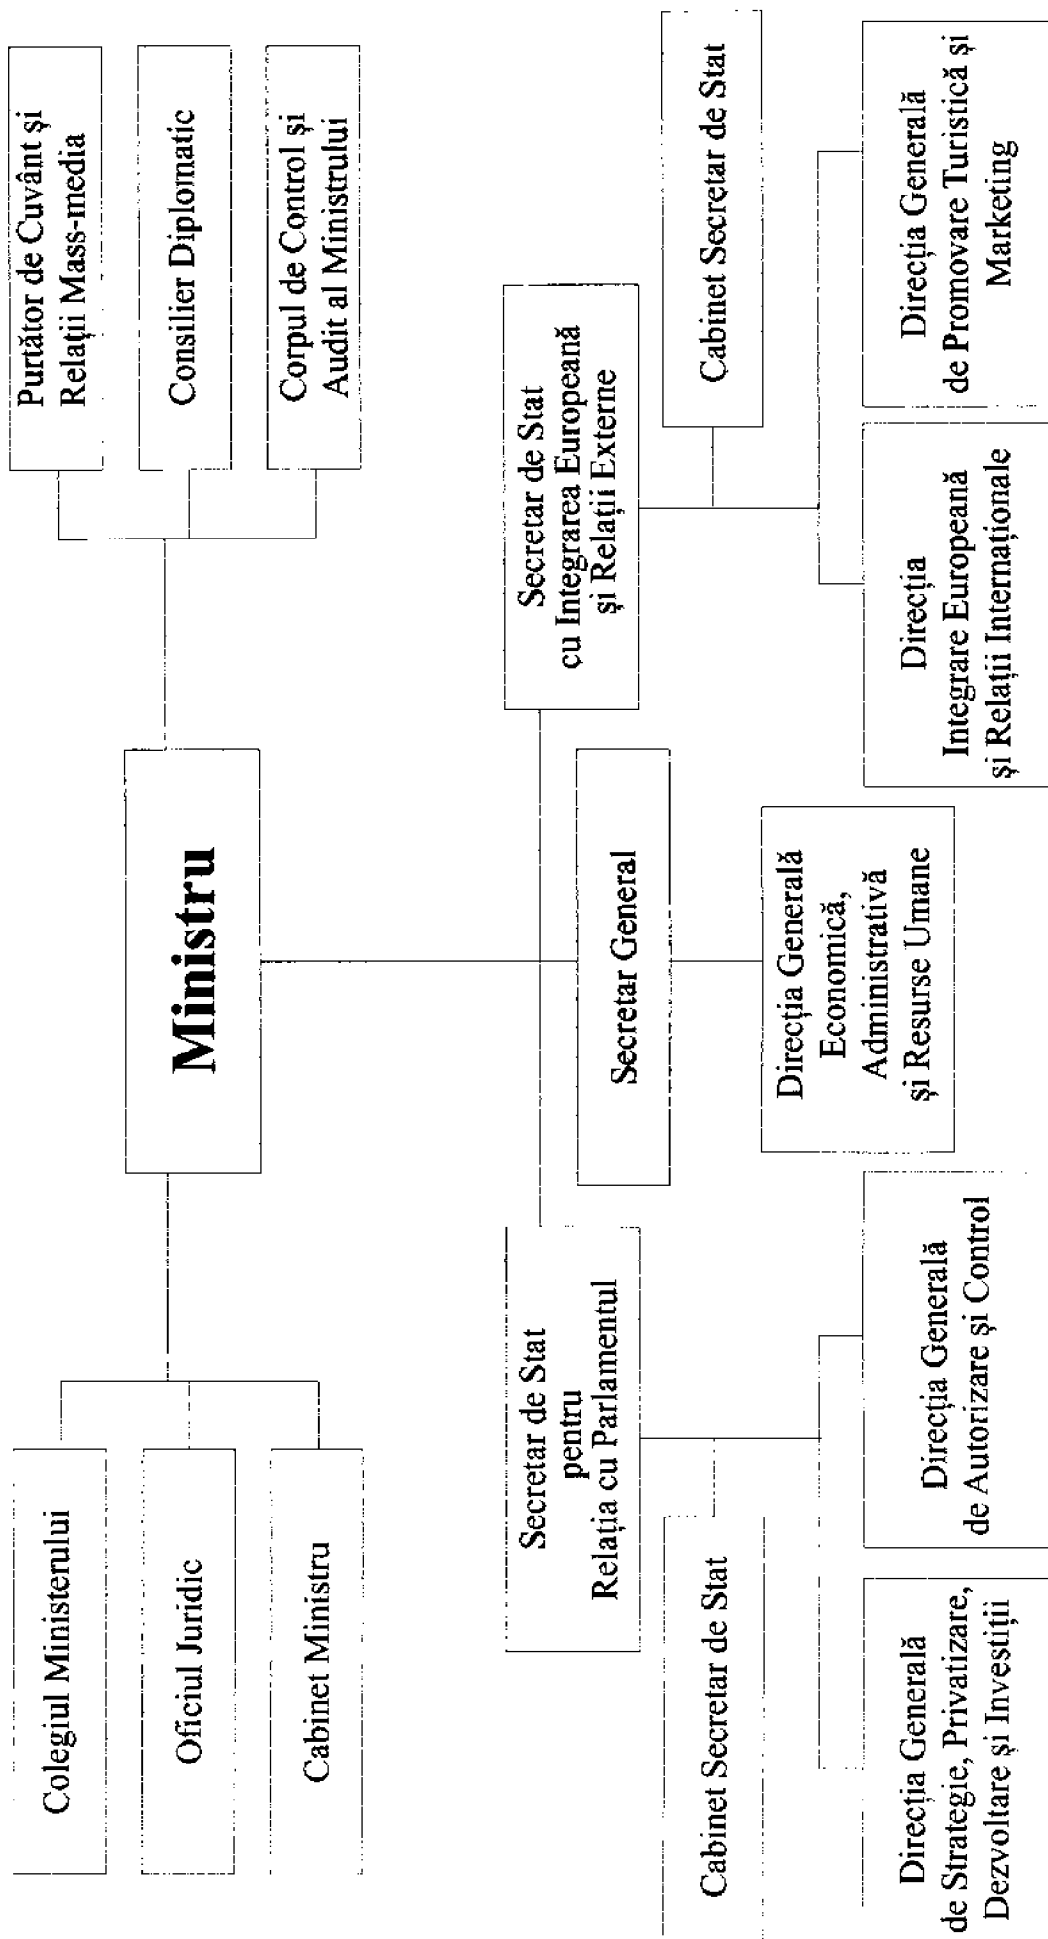 Colegiul Ministerului
Oficiul Juridic
Cabinet Ministru
Ministru
Purtător de Cuvânt și
Relații Mass-media
Consilier Diplomatic
Corpul de Control și
Audit al Ministrului
Secretar de Stat
pentru
Relația cu Parlamentul
Cabinet Secretar de Stat
Direcția Generală
de Strategie, Privatizare,
Dezvoltare și Investiții
Direcția Generală
de Autorizare și Control
Secretar General
Direcția Generală
Economică,
Administrativă
și Resurse Umane
Secretar de Stat
cu Integrarea Europeană
și Relații Externe
Cabinet Secretar de Stat
Direcția
Integrare Europeană
și Relații Internaționale
Direcția Generală
de Promovare Turistică și
Marketing